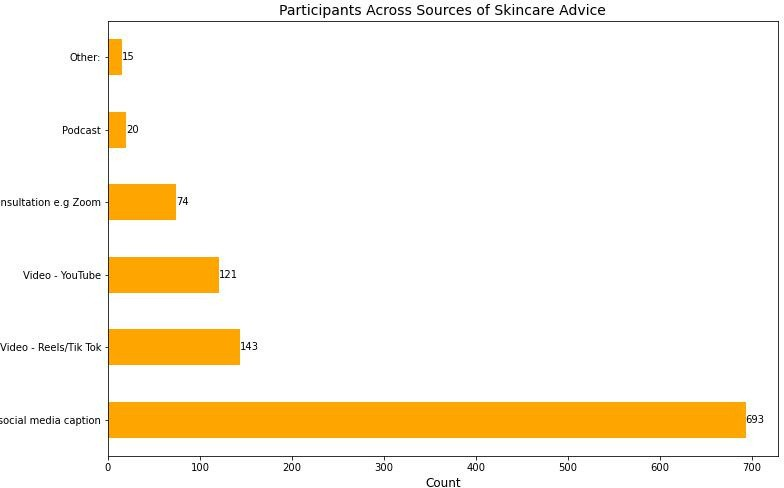 Participants Across Sources of Skincare Advice
Other:
15
Podcast
20
e.g Zoom
74
Video - YouTube
121
Video - Reels/Tik Tok
143
social media caption
693
0 100 200 300 400 500 600 700
Count